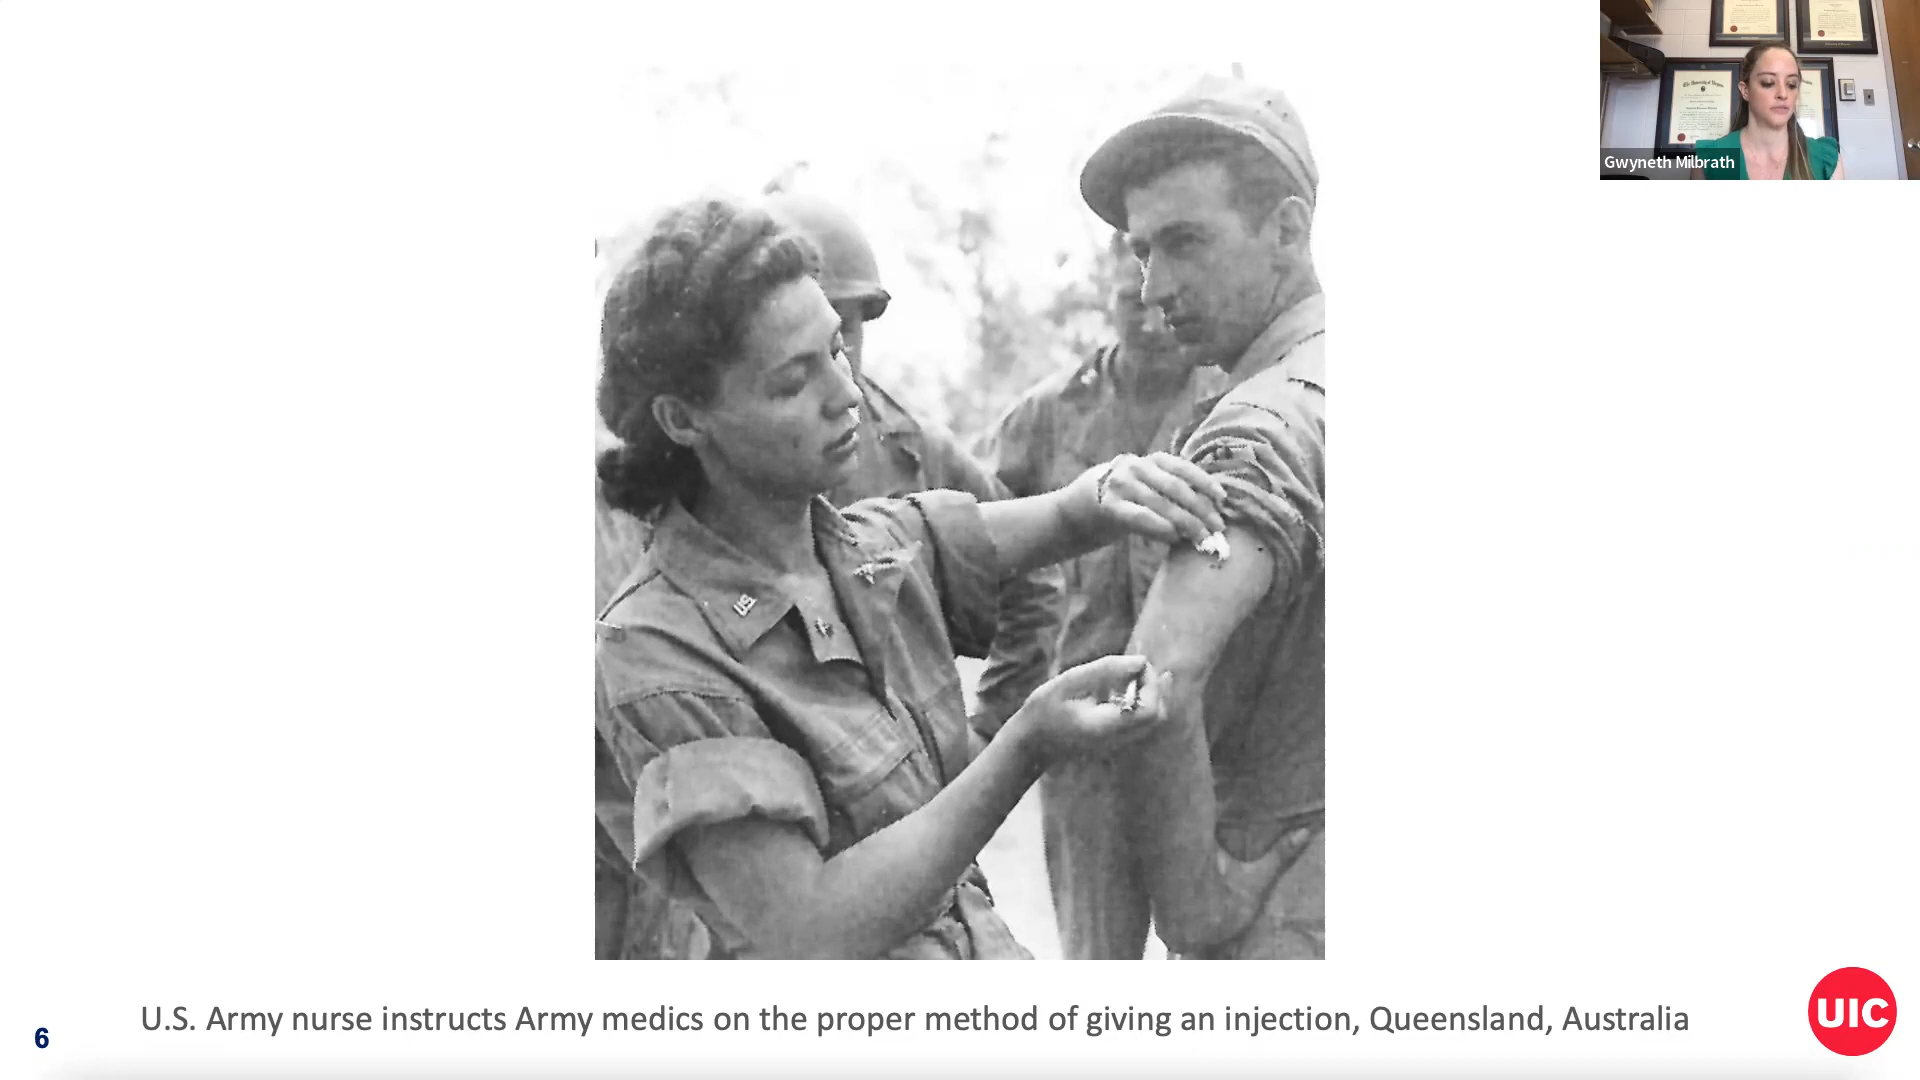 Gwyneth Milbrath
U.S.
U.S. Army nurse instructs Army medics on the proper method of giving an injection, Queensland, Australia
6
UIC